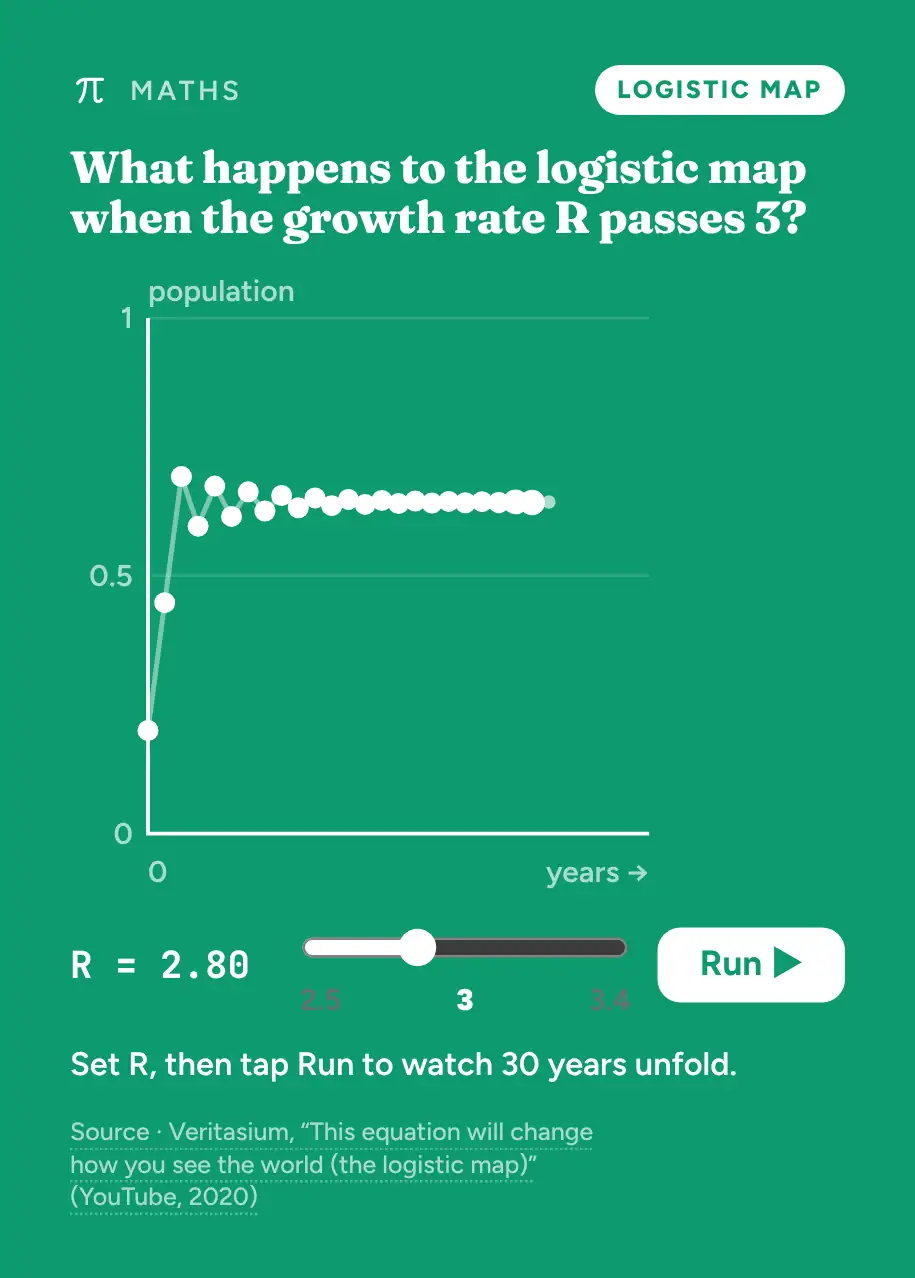 π MATHS
LOGISTIC MAP
What happens to the logistic map
when the growth rate R passes 3?
population
1
0.5
0
0
years →
R = 2.80
2.5
3
3.4
Run ▶
Set R, then tap Run to watch 30 years unfold.
Source · Veritasium, “This equation will change
how you see the world (the logistic map)”
(YouTube, 2020)